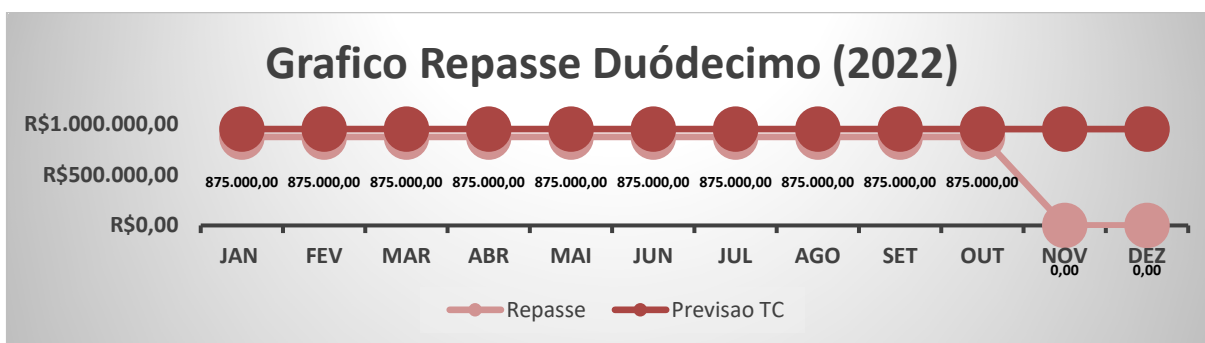 Grafico Repasse Duódecimo (2022)
R$1.000.000,00
R$500.000,00
R$0,00
875.000,00 875.000,00 875.000,00 875.000,00 875.000,00 875.000,00 875.000,00 875.000,00 875.000,00 875.000,00
JAN FEV MAR ABR MAI JUN JUL AGO SET OUT NOV DEZ
0,00 0,00
Repasse Previsao TC